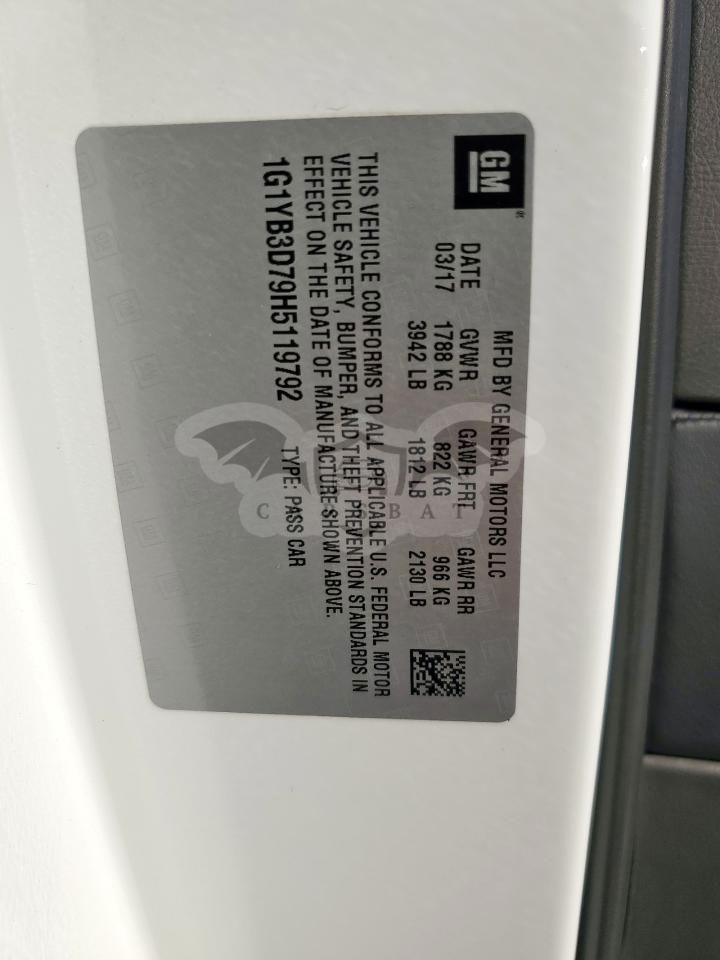 GM
MFD BY GENERAL MOTORS LLC
DATE GVWR GAWR FRT GAWR RR
03/17 1788 KG 822 KG 966 KG
3942 LB 1812 LB 2130 LB
THIS VEHICLE CONFORMS TO ALL APPLICABLE U.S. FEDERAL MOTOR
VEHICLE SAFETY, BUMPER, AND THEFT PREVENTION STANDARDS IN
EFFECT ON THE DATE OF MANUFACTURE SHOWN ABOVE.
1G1YB3D79H5119792 TYPE: PASS CAR